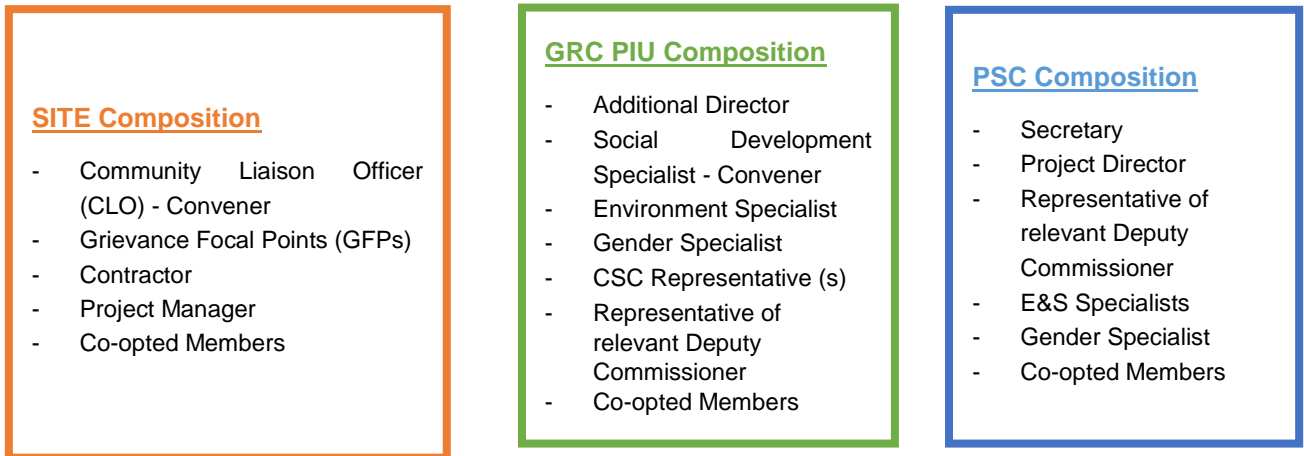 SITE Composition
- Community Liaison Officer
(CLO) - Convener
- Grievance Focal Points (GFPs)
- Contractor
- Project Manager
- Co-opted Members
GRC PIU Composition
- Additional Director
- Social Development
Specialist - Convener
- Environment Specialist
- Gender Specialist
- CSC Representative (s)
- Representative of
relevant Deputy
Commissioner
- Co-opted Members
PSC Composition
- Secretary
- Project Director
- Representative of
relevant Deputy
Commissioner
- E&S Specialists
- Gender Specialist
- Co-opted Members